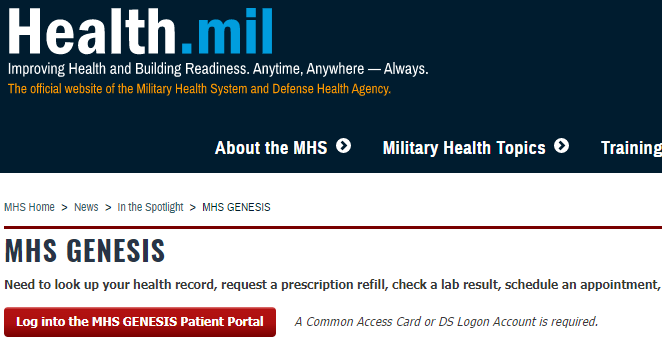 Health.mil
Improving Health and Building Readiness. Anytime, Anywhere — Always.
The official website of the Military Health System and Defense Health Agency.
About the MHS Military Health Topics Training
MHS Home > News > In the Spotlight > MHS GENESIS
MHS GENESIS
Need to look up your health record, request a prescription refill, check a lab result, schedule an appointment,
Log into the MHS GENESIS Patient Portal A Common Access Card or DS Logon Account is required.